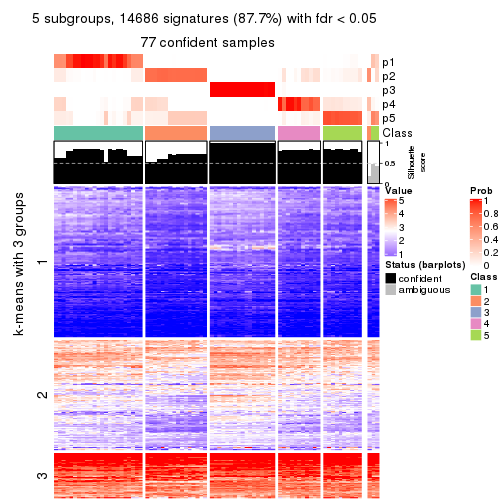 5 subgroups, 14686 signatures (87.7%) with fdr < 0.05
77 confident samples
p1
p2
p3
p4
p5
Class
1
0.5
0
Silhouette
score
k-means with 3 groups
1
2
3
Value
5
4
3
2
1
Status (barplots)
confident
ambiguous
Prob
1
0.8
0.6
0.4
0.2
0
Class
1
2
3
4
5